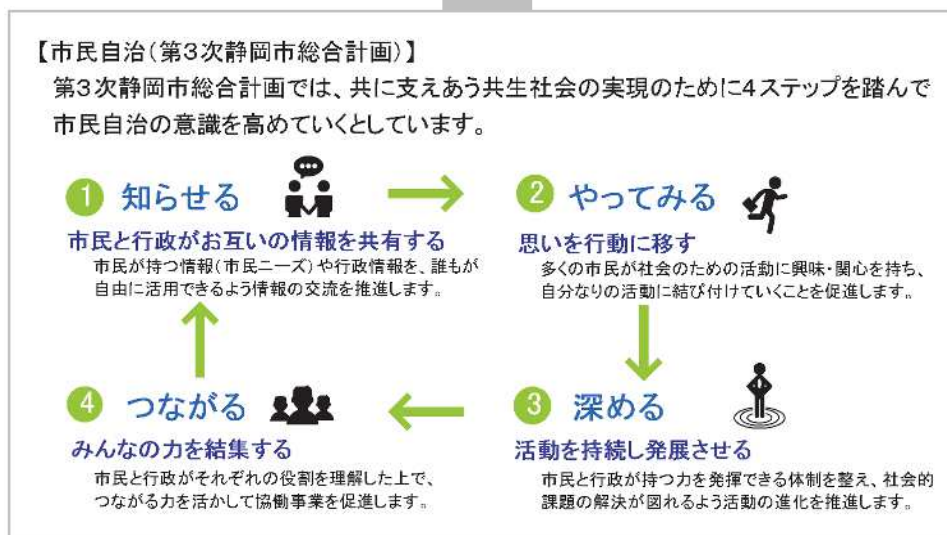 【市民自治(第3次静岡市総合計画)】
第3次静岡市総合計画では、共に支えあう共生社会の実現のために4ステップを踏んで
市民自治の意識を高めていくとしています。
1 知らせる
市民と行政がお互いの情報を共有する
市民が持つ情報(市民ニーズ)や行政情報を、誰もが
自由に活用できるよう情報の交流を推進します。
2 やってみる
思いを行動に移す
多くの市民が社会のための活動に興味・関心を持ち、
自分なりの活動に結び付けていくことを促進します。
3 深める
活動を持続し発展させる
市民と行政が持つ力を発揮できる体制を整え、社会的
課題の解決が図れるよう活動の進化を推進します。
4 つながる
みんなの力を結集する
市民と行政がそれぞれの役割を理解した上で、
つながる力を活かして協働事業を促進します。